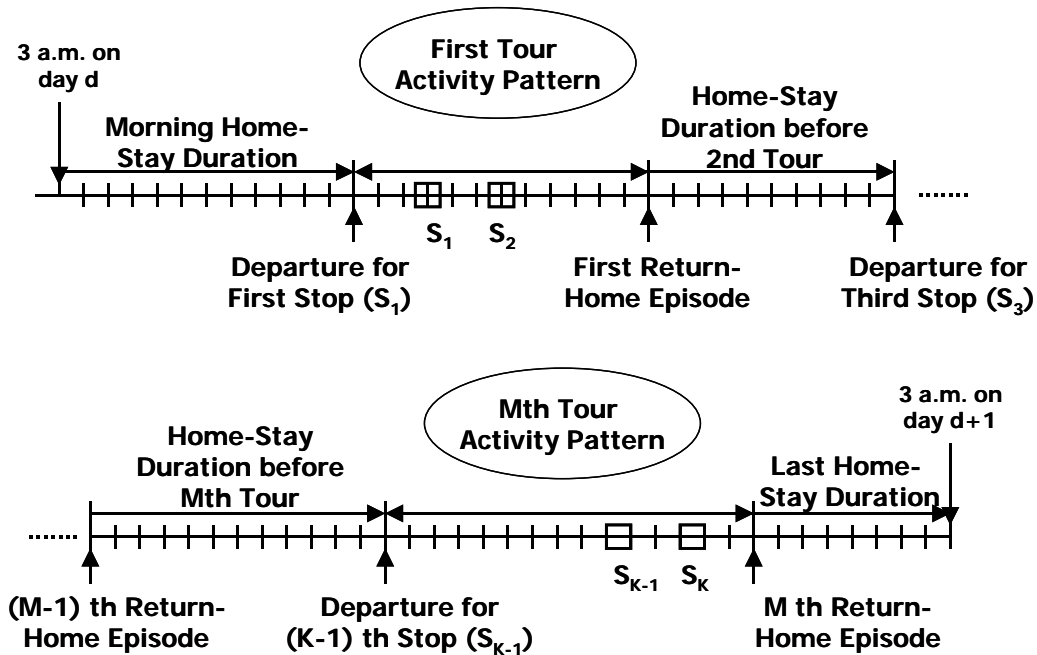 3 a.m. on
day d
First Tour
Activity Pattern
Morning Home-
Stay Duration
Home-Stay
Duration before
2nd Tour
S1
S2
Departure for
First Stop (S1)
First Return-
Home Episode
Departure for
Third Stop (S3)
Mth Tour
Activity Pattern
3 a.m. on
day d+1
Home-Stay
Duration before
Mth Tour
Last Home-
Stay Duration
SK-1
SK
(M-1) th Return-
Home Episode
Departure for
(K-1) th Stop (SK-1)
M th Return-
Home Episode